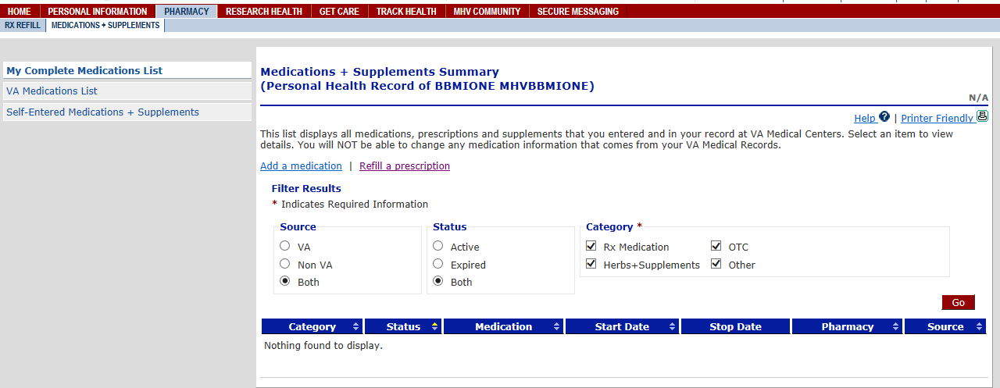 HOME PERSONAL INFORMATION PHARMACY RESEARCH HEALTH GET CARE TRACK HEALTH MHV COMMUNITY SECURE MESSAGING
RX REFILL MEDICATIONS + SUPPLEMENTS
My Complete Medications List
VA Medications List
Self-Entered Medications + Supplements
Medications + Supplements Summary
(Personal Health Record of BBMIONE MHVBBMIONE)
N/A
Help ? | Printer Friendly
This list displays all medications, prescriptions and supplements that you entered and in your record at VA Medical Centers. Select an item to view
details. You will NOT be able to change any medication information that comes from your VA Medical Records.
Add a medication | Refill a prescription
Filter Results
* Indicates Required Information
Source Status Category *
VA Active Rx Medication OTC
Non VA Expired Herbs+Supplements Other
Both Both
Go
Category Status Medication Start Date Stop Date Pharmacy Source
Nothing found to display.